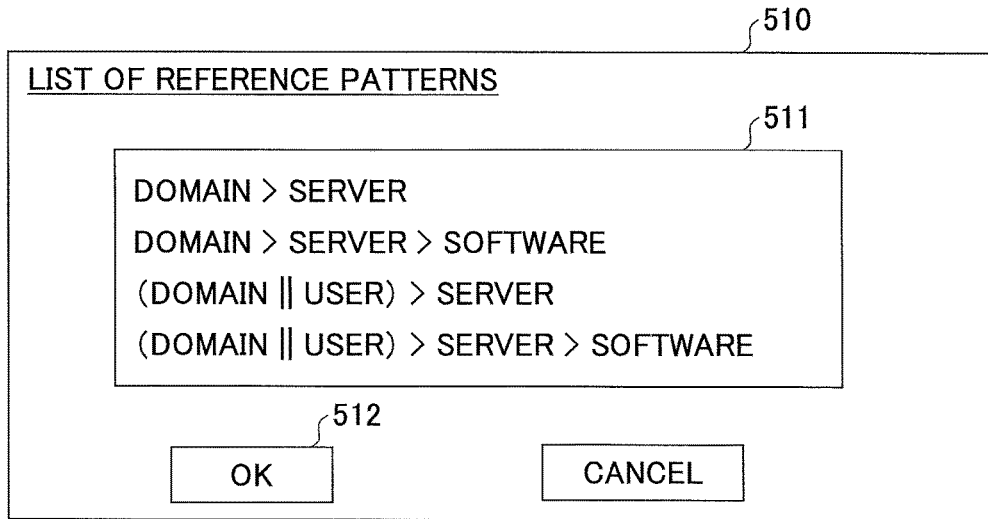 510
LIST OF REFERENCE PATTERNS
511
DOMAIN > SERVER
DOMAIN > SERVER > SOFTWARE
(DOMAIN || USER) > SERVER
(DOMAIN || USER) > SERVER > SOFTWARE
512
OK CANCEL